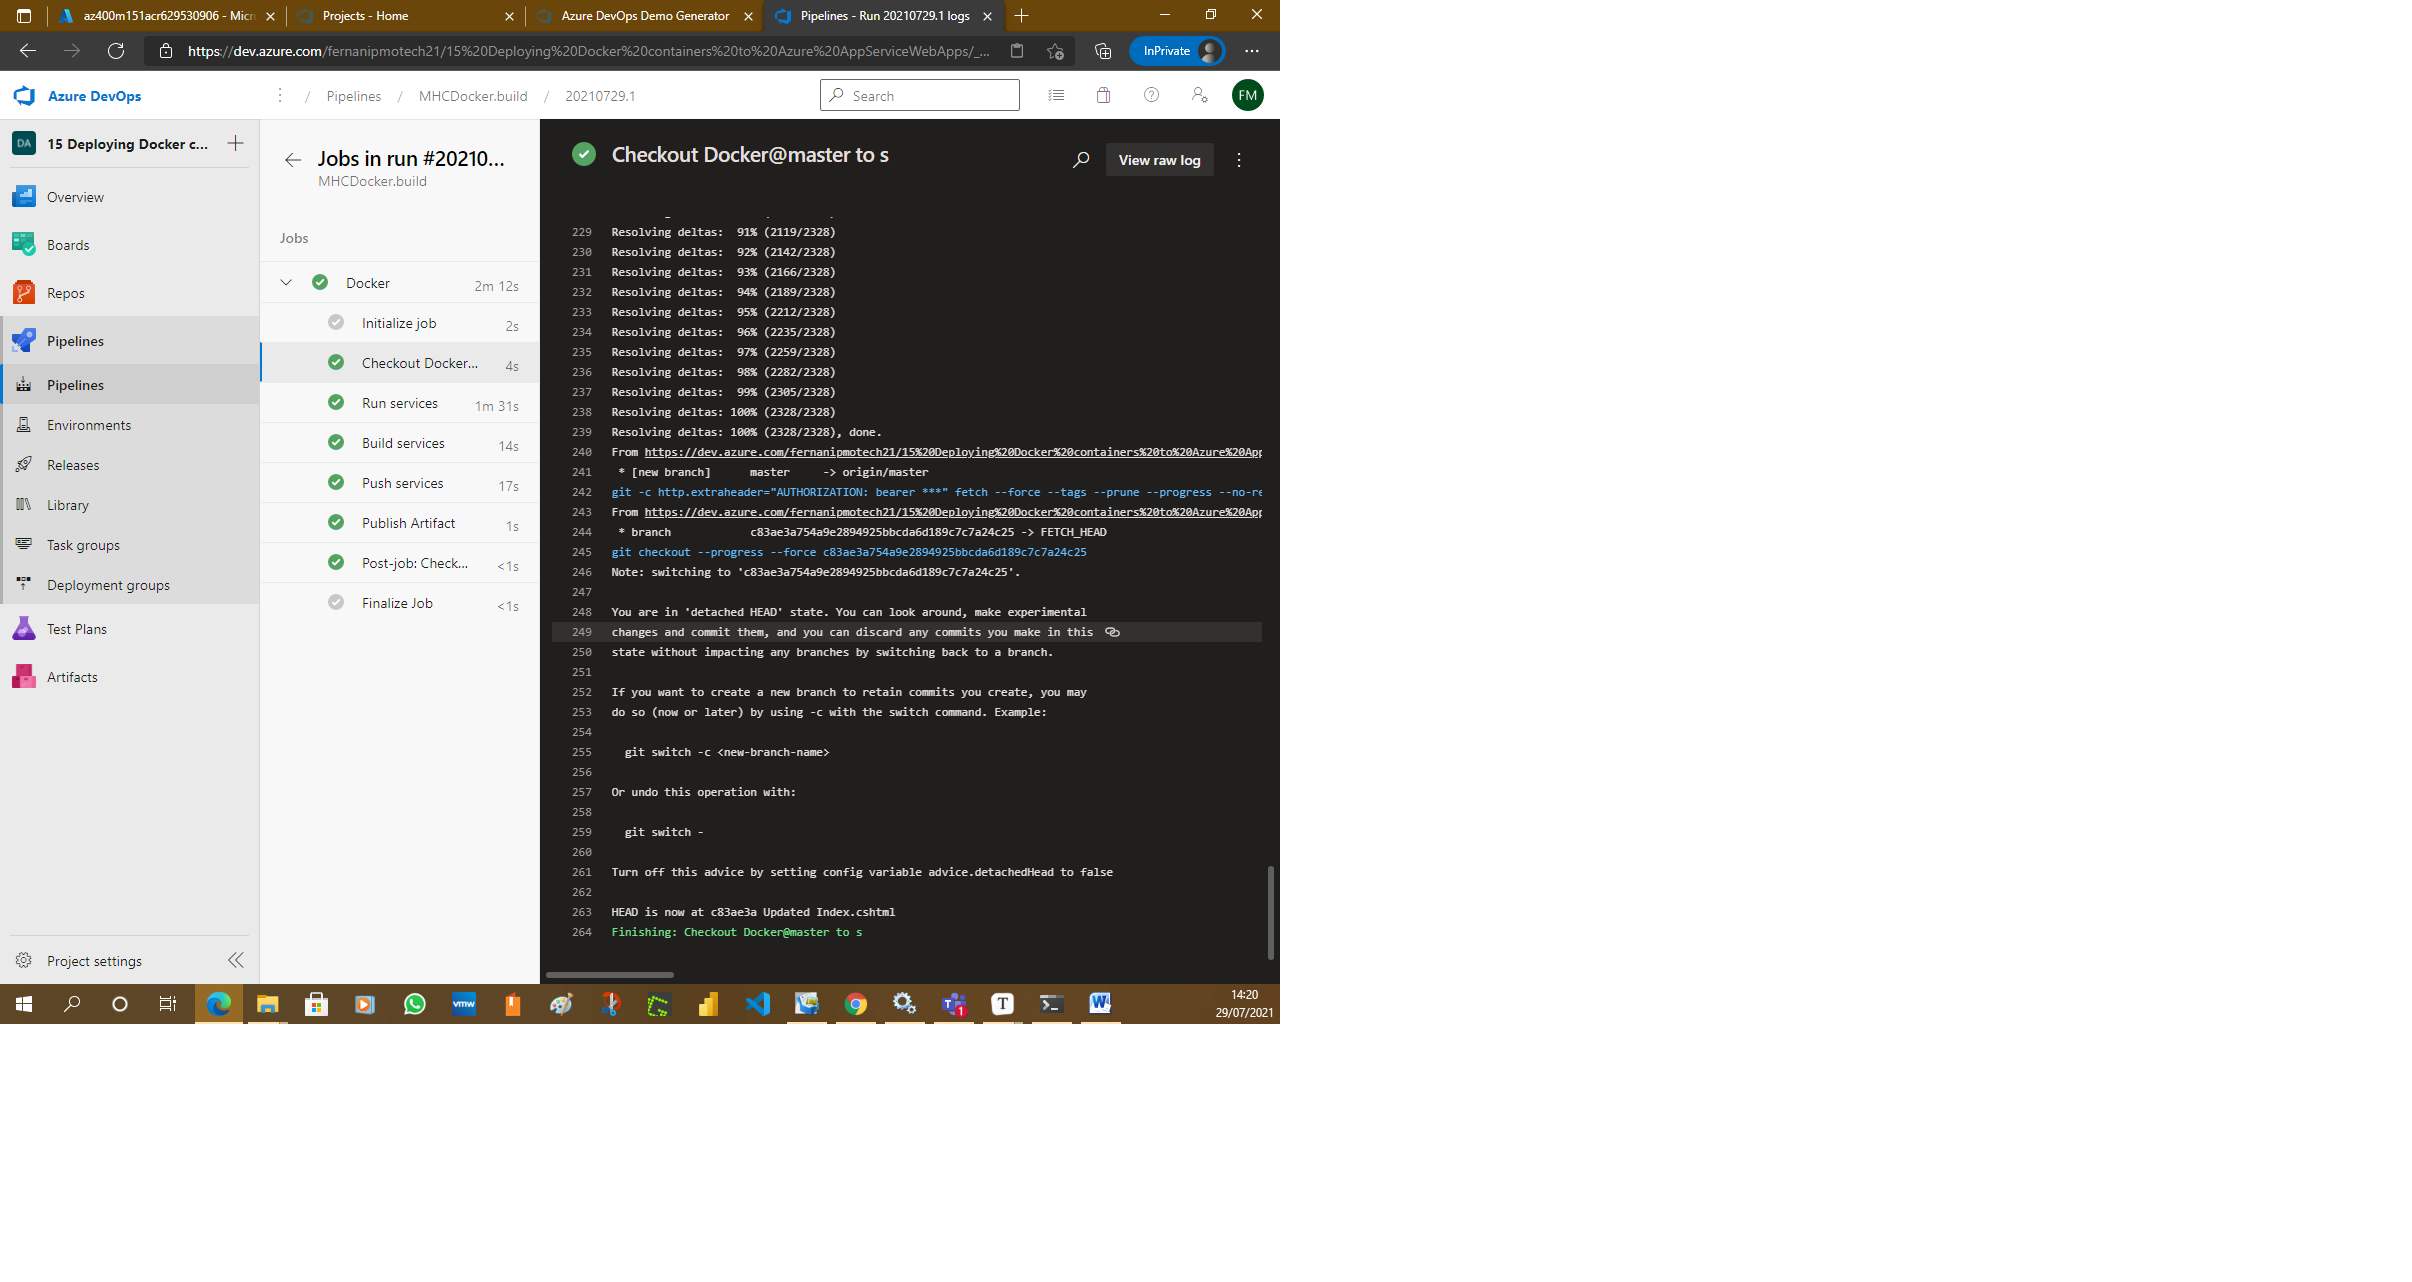 az400m151acr629530906 - Micr
Projects - Home
Azure DevOps Demo Generator
Pipelines - Run 20210729.1 logs
https://dev.azure.com/fernanipmotech21/15%20Deploying%20Docker%20containers%20to%20Azure%20AppServiceWebApps/_...
InPrivate
Azure DevOps
/ Pipelines / MHCDocker.build / 20210729.1
Search
FM
DA
15 Deploying Docker c...
Overview
Boards
Repos
Pipelines
Pipelines
Environments
Releases
Library
Task groups
Deployment groups
Test Plans
Artifacts
Project settings
Jobs in run #20210...
MHCDocker.build
Jobs
Docker 2m 12s
Initialize job 2s
Checkout Docker... 4s
Run services 1m 31s
Build services 14s
Push services 17s
Publish Artifact 1s
Post-job: Check... <1s
Finalize Job <1s
Checkout Docker@master to s
View raw log
229 Resolving deltas:  91% (2119/2328)
230 Resolving deltas:  92% (2142/2328)
231 Resolving deltas:  93% (2166/2328)
232 Resolving deltas:  94% (2189/2328)
233 Resolving deltas:  95% (2212/2328)
234 Resolving deltas:  96% (2235/2328)
235 Resolving deltas:  97% (2259/2328)
236 Resolving deltas:  98% (2282/2328)
237 Resolving deltas:  99% (2305/2328)
238 Resolving deltas: 100% (2328/2328)
239 Resolving deltas: 100% (2328/2328), done.
240 From https://dev.azure.com/fernanipmotech21/15%20Deploying%20Docker%20containers%20to%20Azure%20App
241  * [new branch]      master     -> origin/master
242 git -c http.extraheader="AUTHORIZATION: bearer ***" fetch --force --tags --prune --progress --no-re
243 From https://dev.azure.com/fernanipmotech21/15%20Deploying%20Docker%20containers%20to%20Azure%20App
244  * branch            c83ae3a754a9e2894925bbcda6d189c7c7a24c25 -> FETCH_HEAD
245 git checkout --progress --force c83ae3a754a9e2894925bbcda6d189c7c7a24c25
246 Note: switching to 'c83ae3a754a9e2894925bbcda6d189c7c7a24c25'.
247
248 You are in 'detached HEAD' state. You can look around, make experimental
249 changes and commit them, and you can discard any commits you make in this
250 state without impacting any branches by switching back to a branch.
251
252 If you want to create a new branch to retain commits you create, you may
253 do so (now or later) by using -c with the switch command. Example:
254
255   git switch -c <new-branch-name>
256
257 Or undo this operation with:
258
259   git switch -
260
261 Turn off this advice by setting config variable advice.detachedHead to false
262
263 HEAD is now at c83ae3a Updated Index.cshtml
264 Finishing: Checkout Docker@master to s
vmw
T
1
T
W
14:20
29/07/2021